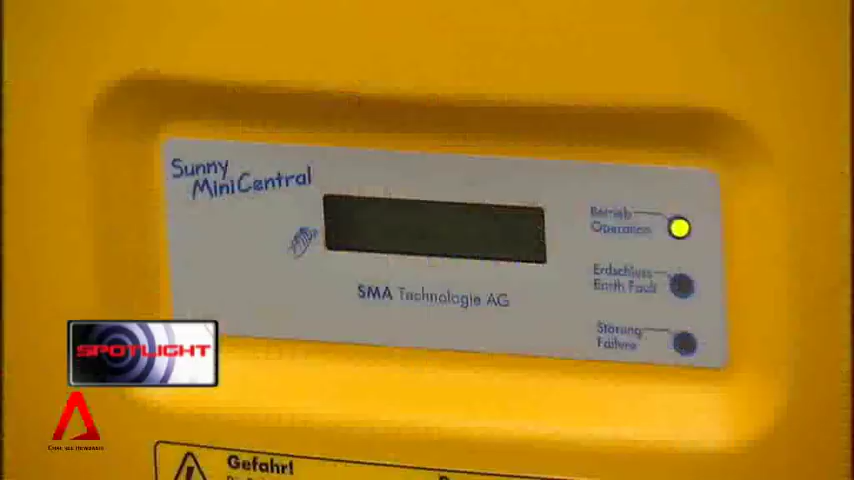 Sunny
MiniCentral
Betrieb
Operation
Erdschluss
Earth Fault
SMA Technologie AG
Störung
Failure
SPOTLIGHT
Gefahr!